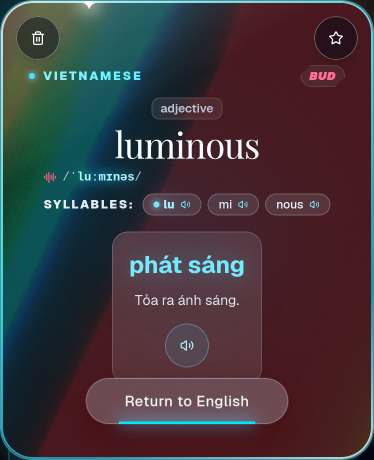 VIETNAMESE
BUD
adjective
luminous
/ˈluːmɪnəs/
SYLLABLES: lu mi nous
phát sáng
Tỏa ra ánh sáng.
Return to English